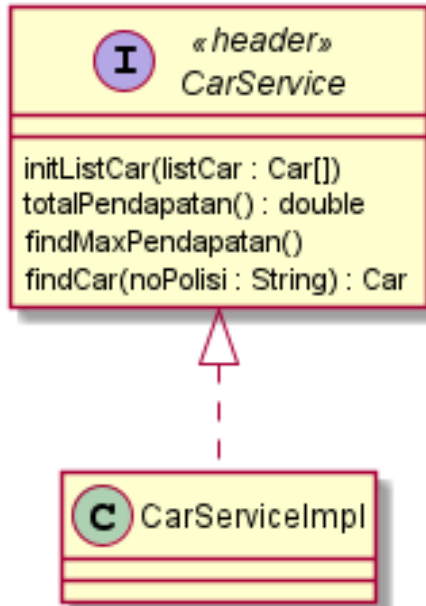 I «header»
CarService
initListCar(listCar : Car[])
totalPendapatan() : double
findMaxPendapatan()
findCar(noPolisi : String) : Car
C CarServiceImpl